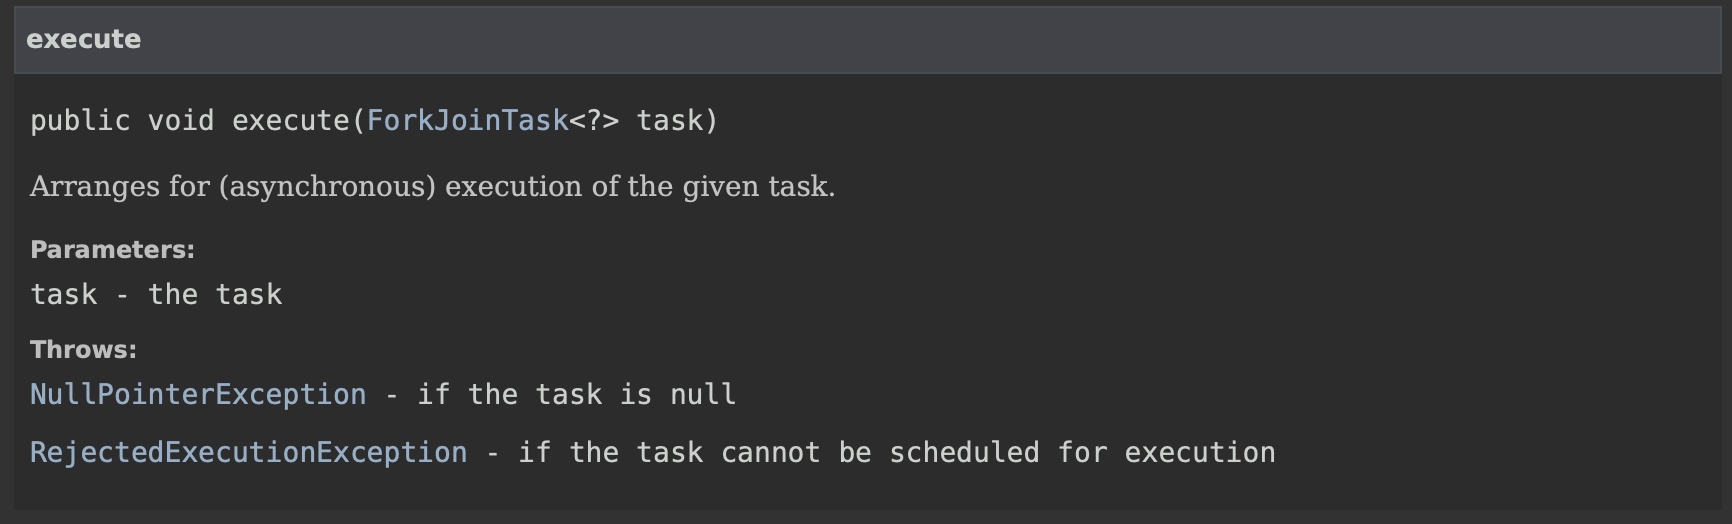 execute
public void execute(ForkJoinTask<?> task)
Arranges for (asynchronous) execution of the given task.
Parameters:
task - the task
Throws:
NullPointerException - if the task is null
RejectedExecutionException - if the task cannot be scheduled for execution